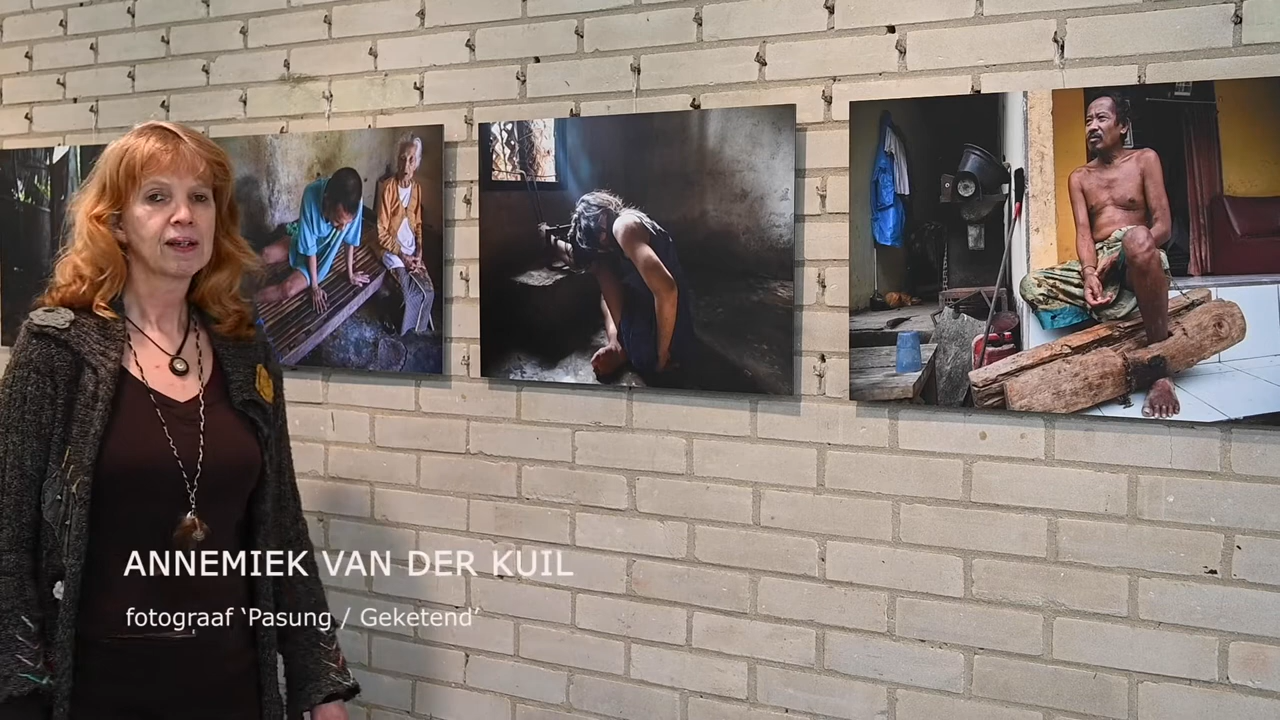 ANNEMIEK VAN DER KUIL
fotograaf ‘Pasung / Geketend’